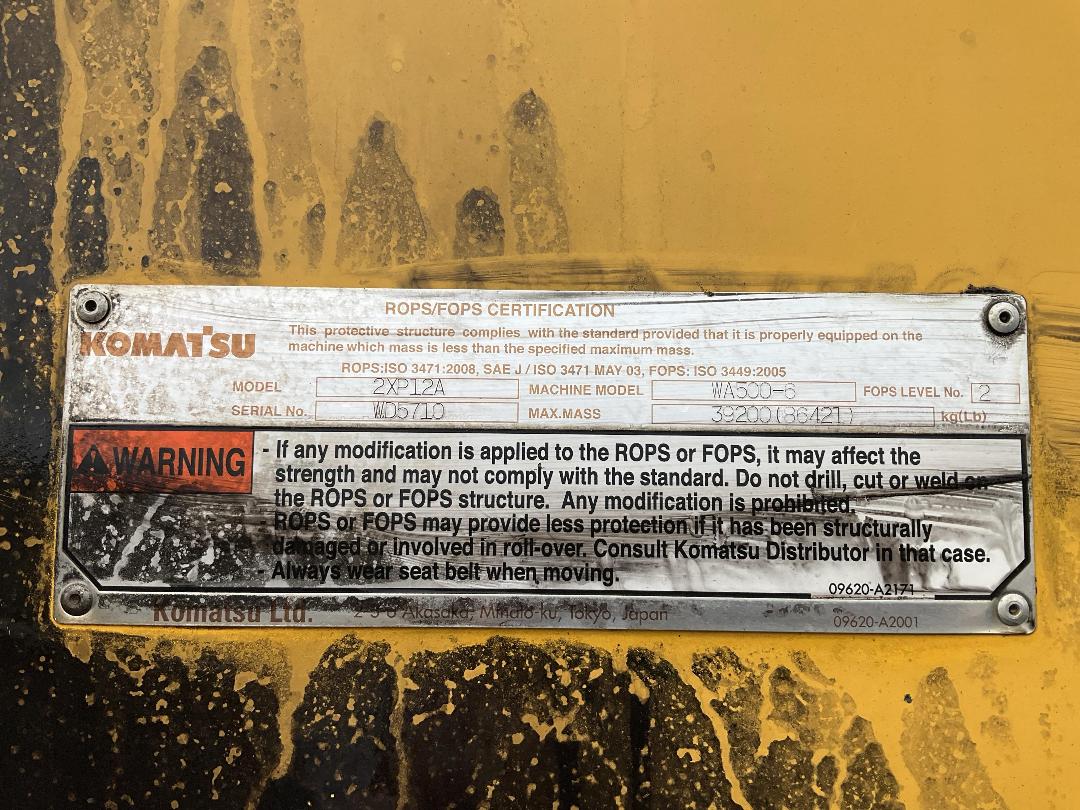 ROPS/FOPS CERTIFICATION
KOMATSU
This protective structure complies with the standard provided that it is properly equipped on the
machine which mass is less than the specified maximum mass.
ROPS:ISO 3471:2008, SAE J / ISO 3471 MAY 03, FOPS: ISO 3449:2005
MODEL 2XP12A MACHINE MODEL WA500-6 FOPS LEVEL No. 2
SERIAL No. WD5710 MAX.MASS 39200(86421) kg(Lb)
WARNING
- If any modification is applied to the ROPS or FOPS, it may affect the
strength and may not comply with the standard. Do not drill, cut or weld on
the ROPS or FOPS structure. Any modification is prohibited.
- ROPS or FOPS may provide less protection if it has been structurally
damaged or involved in roll-over. Consult Komatsu Distributor in that case.
- Always wear seat belt when moving.
09620-A2171
Komatsu Ltd. 2-3-6 Akasaka, Minato-ku, Tokyo, Japan 09620-A2001